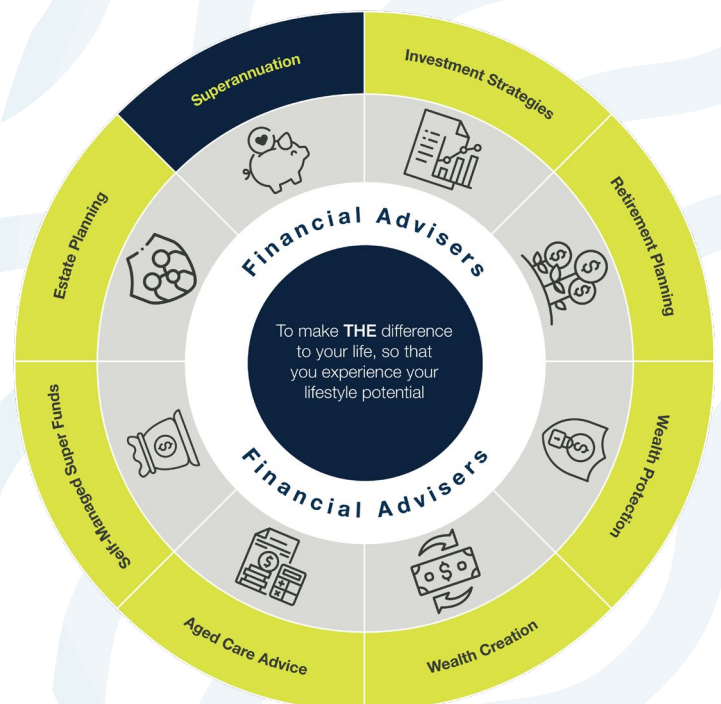 Superannuation
Investment Strategies
Retirement Planning
Wealth Protection
Wealth Creation
Aged Care Advice
Self-Managed Super Funds
Estate Planning
Financial Advisers
To make THE difference
to your life, so that
you experience your
lifestyle potential
Financial Advisers